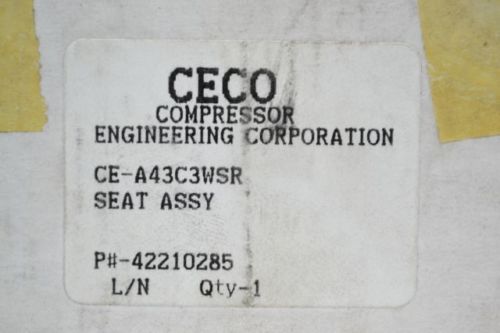 CECO
COMPRESSOR
ENGINEERING CORPORATION
CE-A43C3WSR
SEAT ASSY
P#-42210285
L/N Qty-1